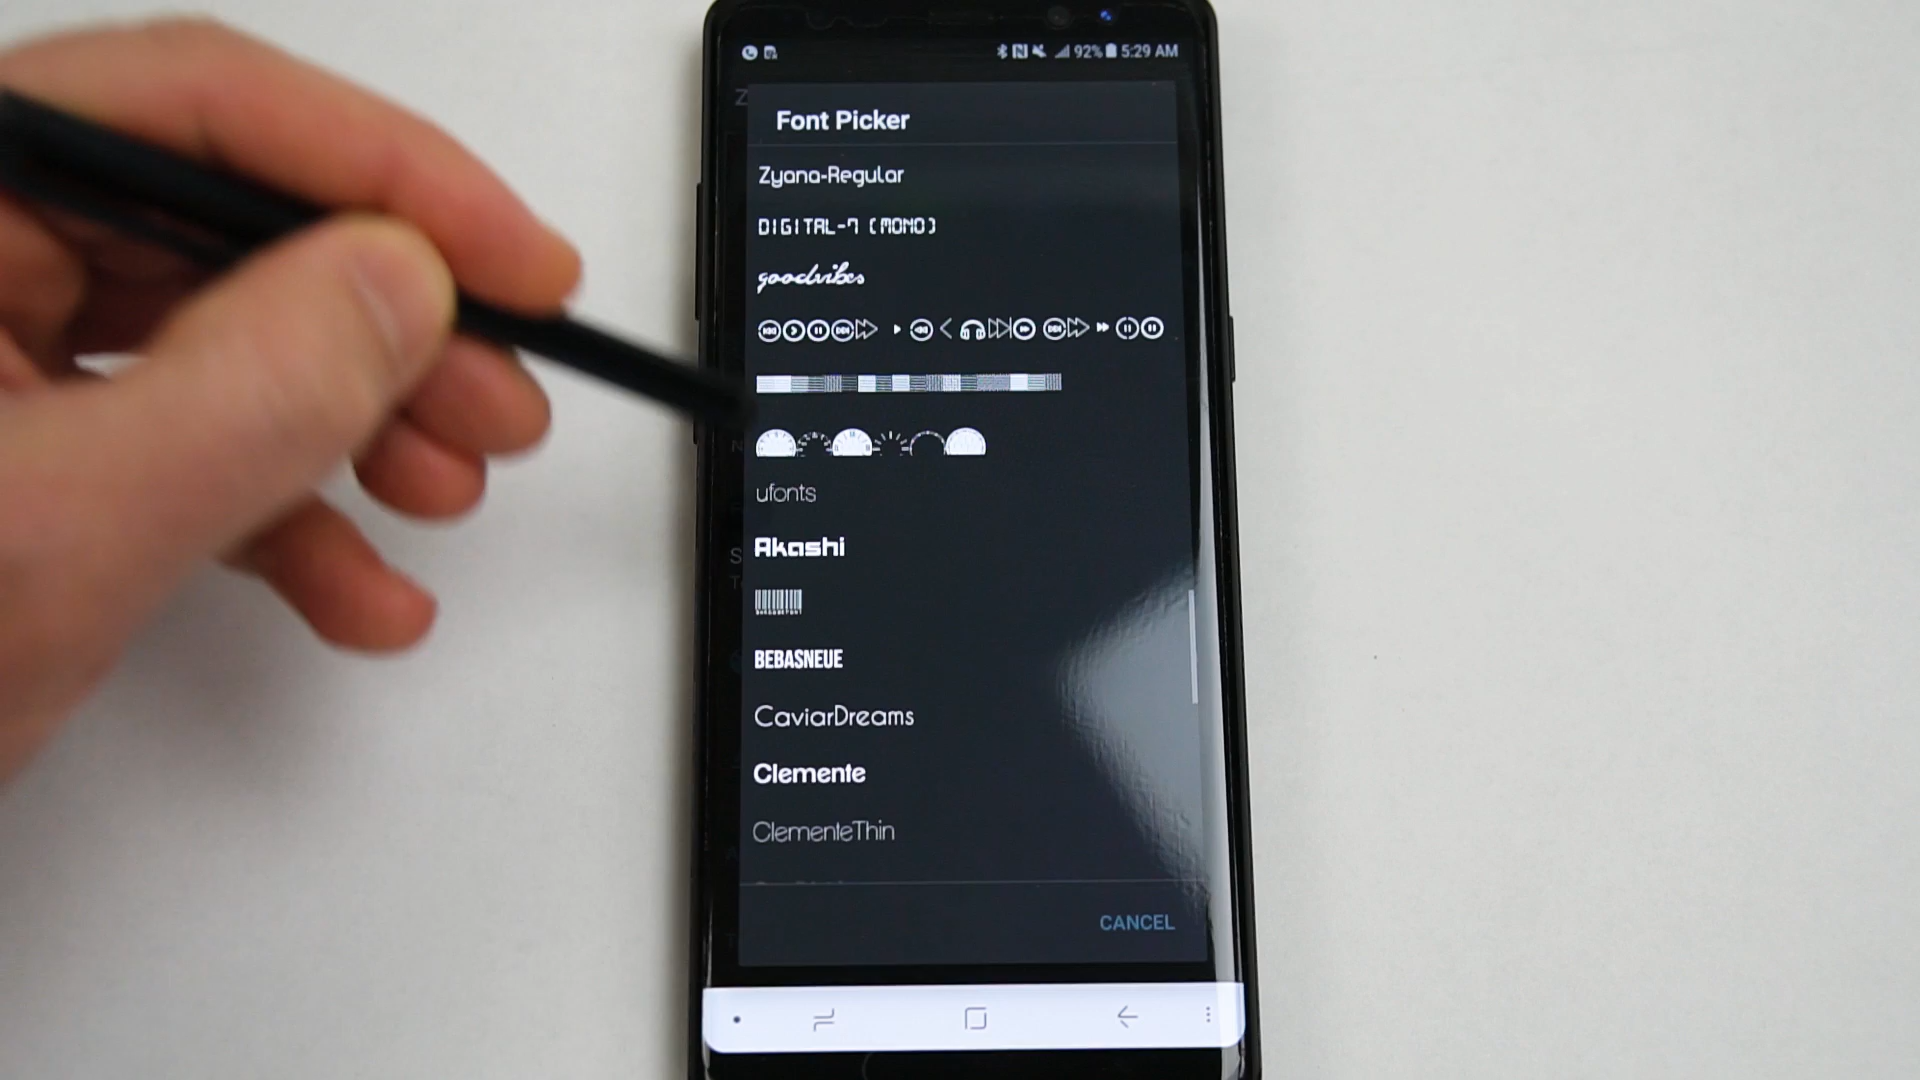 92% 5:29 AM
Font Picker
Zyana-Regular
DIGITAL-7 (MONO)
goodvibes
ufonts
Akashi
BEBASNEUE
CaviarDreams
Clemente
ClementeThin
CANCEL